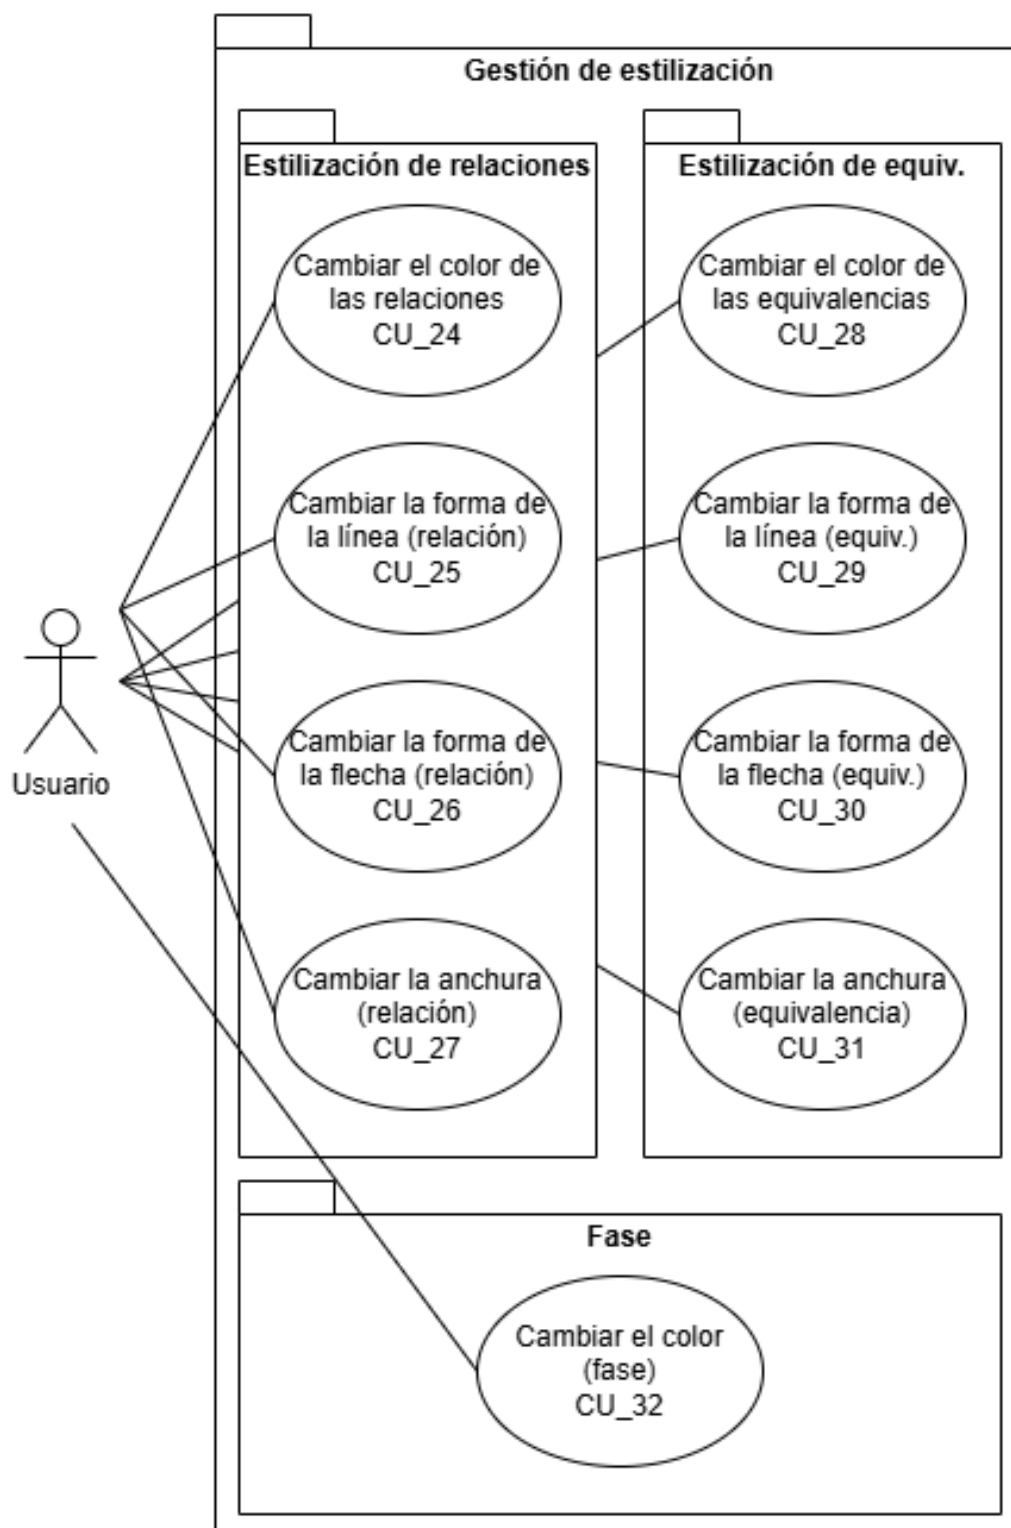 Gestión de estilización
Estilización de relaciones
Cambiar el color de
las relaciones
CU_24
Cambiar la forma de
la línea (relación)
CU_25
Cambiar la forma de
la flecha (relación)
CU_26
Cambiar la anchura
(relación)
CU_27
Estilización de equiv.
Cambiar el color de
las equivalencias
CU_28
Cambiar la forma de
la línea (equiv.)
CU_29
Cambiar la forma de
la flecha (equiv.)
CU_30
Cambiar la anchura
(equivalencia)
CU_31
Usuario
Fase
Cambiar el color
(fase)
CU_32